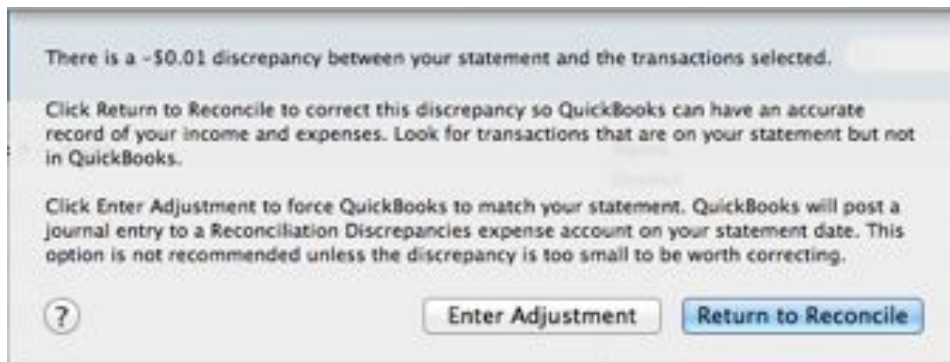 There is a -$0.01 discrepancy between your statement and the transactions selected.
Click Return to Reconcile to correct this discrepancy so QuickBooks can have an accurate
record of your income and expenses. Look for transactions that are on your statement but not
in QuickBooks.
Click Enter Adjustment to force QuickBooks to match your statement. QuickBooks will post a
journal entry to a Reconciliation Discrepancies expense account on your statement date. This
option is not recommended unless the discrepancy is too small to be worth correcting.
? Enter Adjustment Return to Reconcile